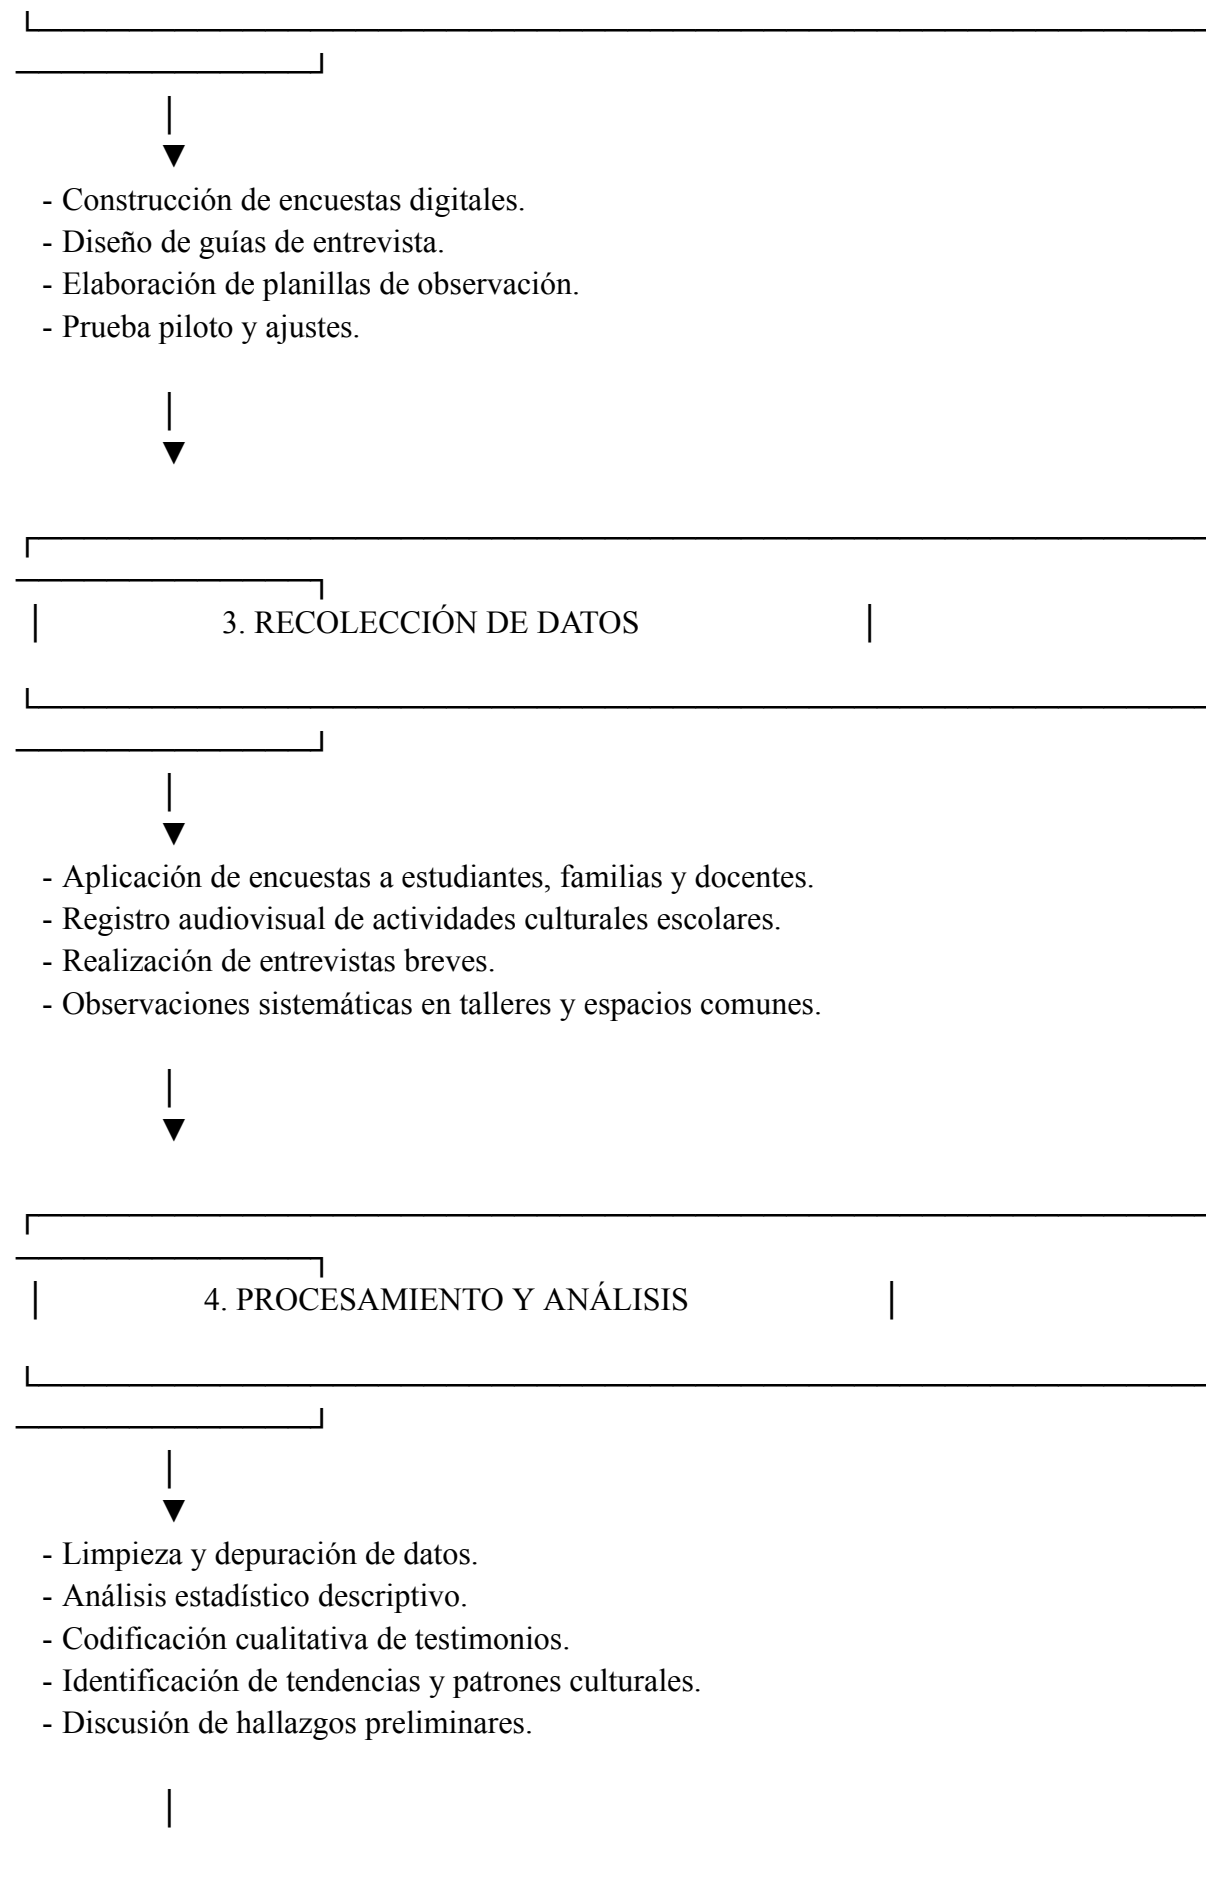 - Construcción de encuestas digitales.
- Diseño de guías de entrevista.
- Elaboración de planillas de observación.
- Prueba piloto y ajustes.
3. RECOLECCIÓN DE DATOS
- Aplicación de encuestas a estudiantes, familias y docentes.
- Registro audiovisual de actividades culturales escolares.
- Realización de entrevistas breves.
- Observaciones sistemáticas en talleres y espacios comunes.
4. PROCESAMIENTO Y ANÁLISIS
- Limpieza y depuración de datos.
- Análisis estadístico descriptivo.
- Codificación cualitativa de testimonios.
- Identificación de tendencias y patrones culturales.
- Discusión de hallazgos preliminares.